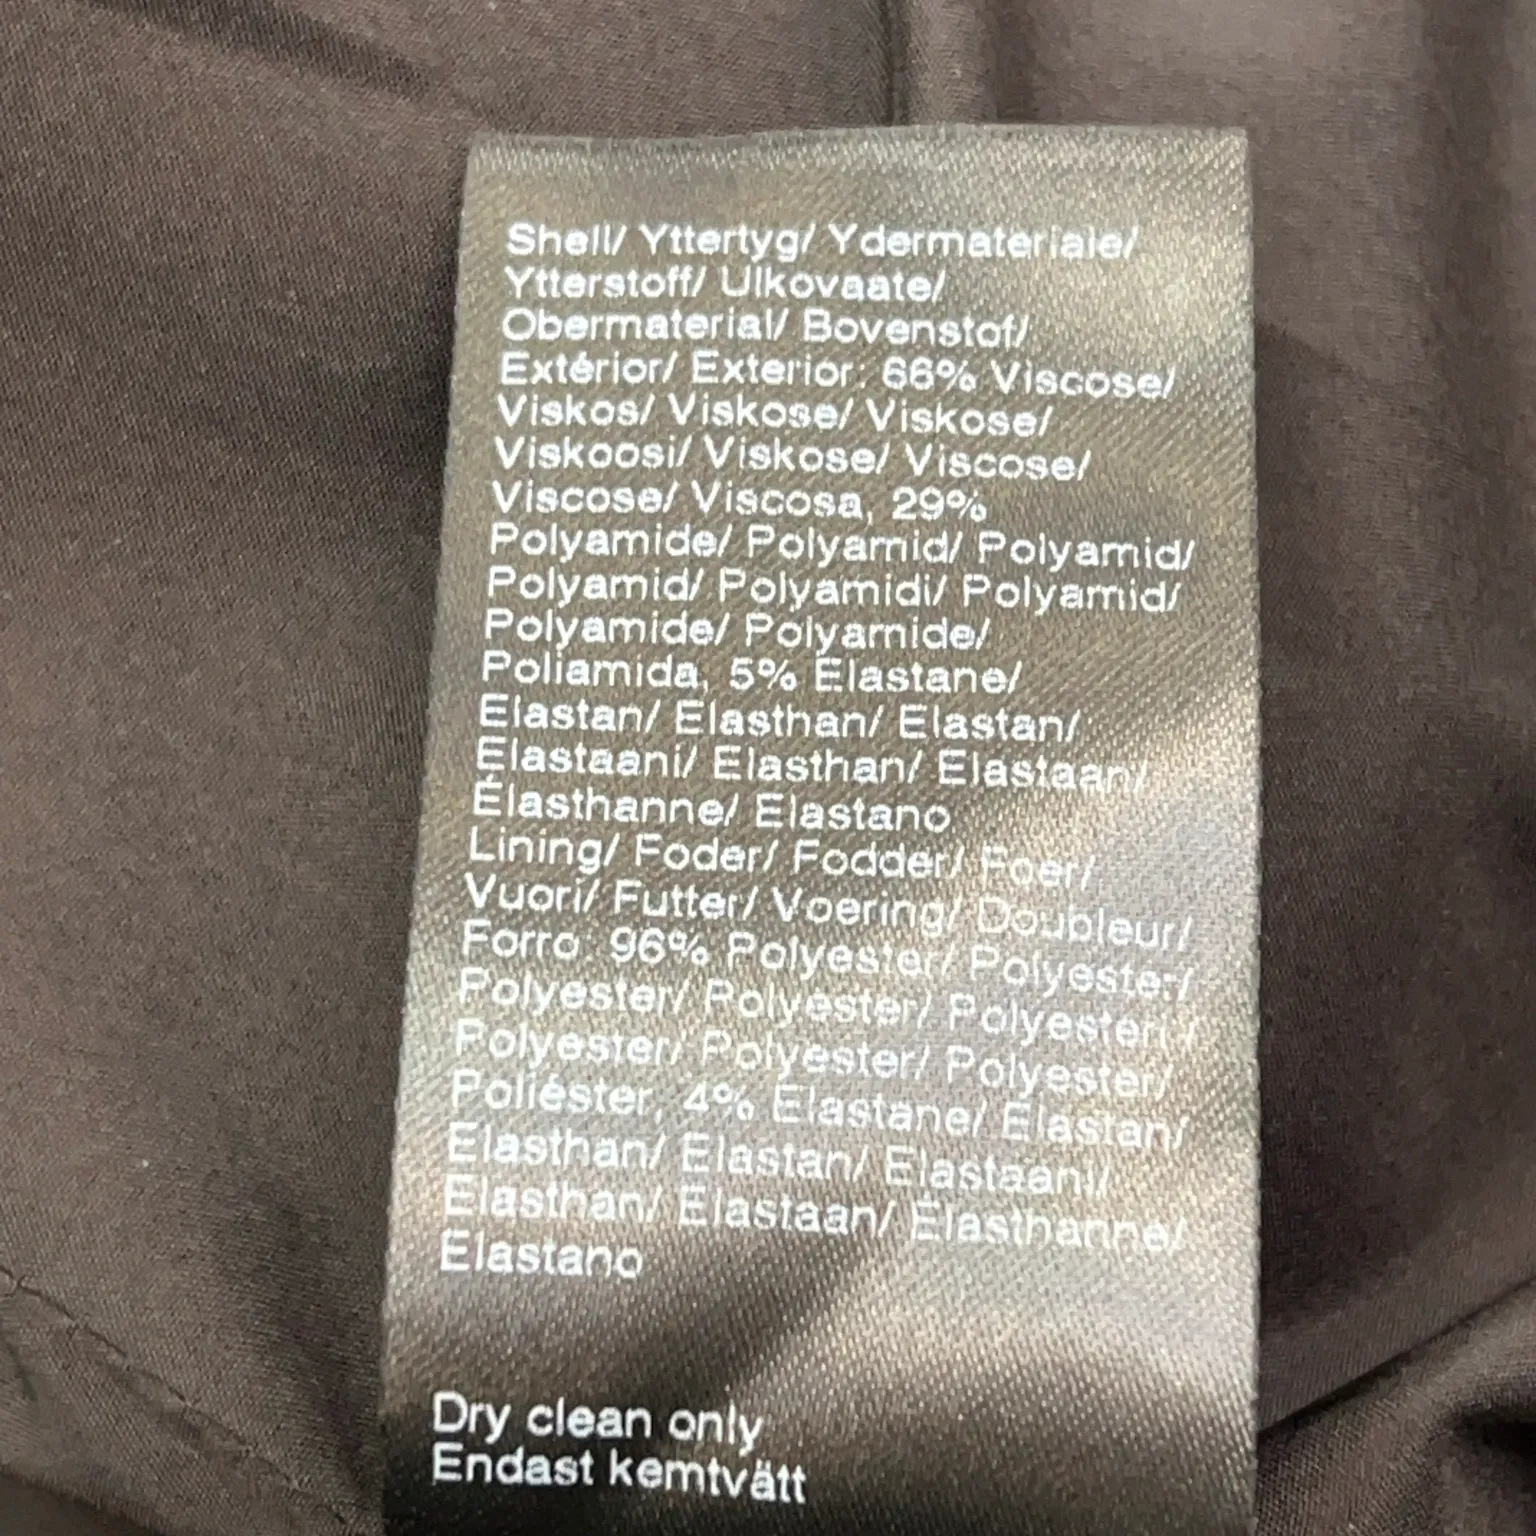 Shell/ Yttertyg/ Ydermateriale/
Ytterstoff/ Ulkovaate/
Obermaterial/ Bovenstof/
Extérior/ Exterior: 66% Viscose/
Viskos/ Viskose/ Viskose/
Viskoosi/ Viskose/ Viscose/
Viscose/ Viscosa, 29%
Polyamide/ Polyamid/ Polyamid/
Polyamid/ Polyamidi/ Polyamid/
Polyamide/ Polyamide/
Poliamida, 5% Elastane/
Elastan/ Elasthan/ Elastan/
Elastaani/ Elasthan/ Elastaan/
Élasthanne/ Elastano
Lining/ Foder/ Fodder/ Foer/
Vuori/ Futter/ Voering/ Doubleur/
Forro: 96% Polyester/ Polyester/
Polyester/ Polyester/ Polyesteri/
Polyester/ Polyester/ Polyester/
Poliéster, 4% Elastane/ Elastan/
Elasthan/ Elastan/ Elastaani/
Elasthan/ Elastaan/ Élasthanne/
Elastano
Dry clean only
Endast kemtvätt